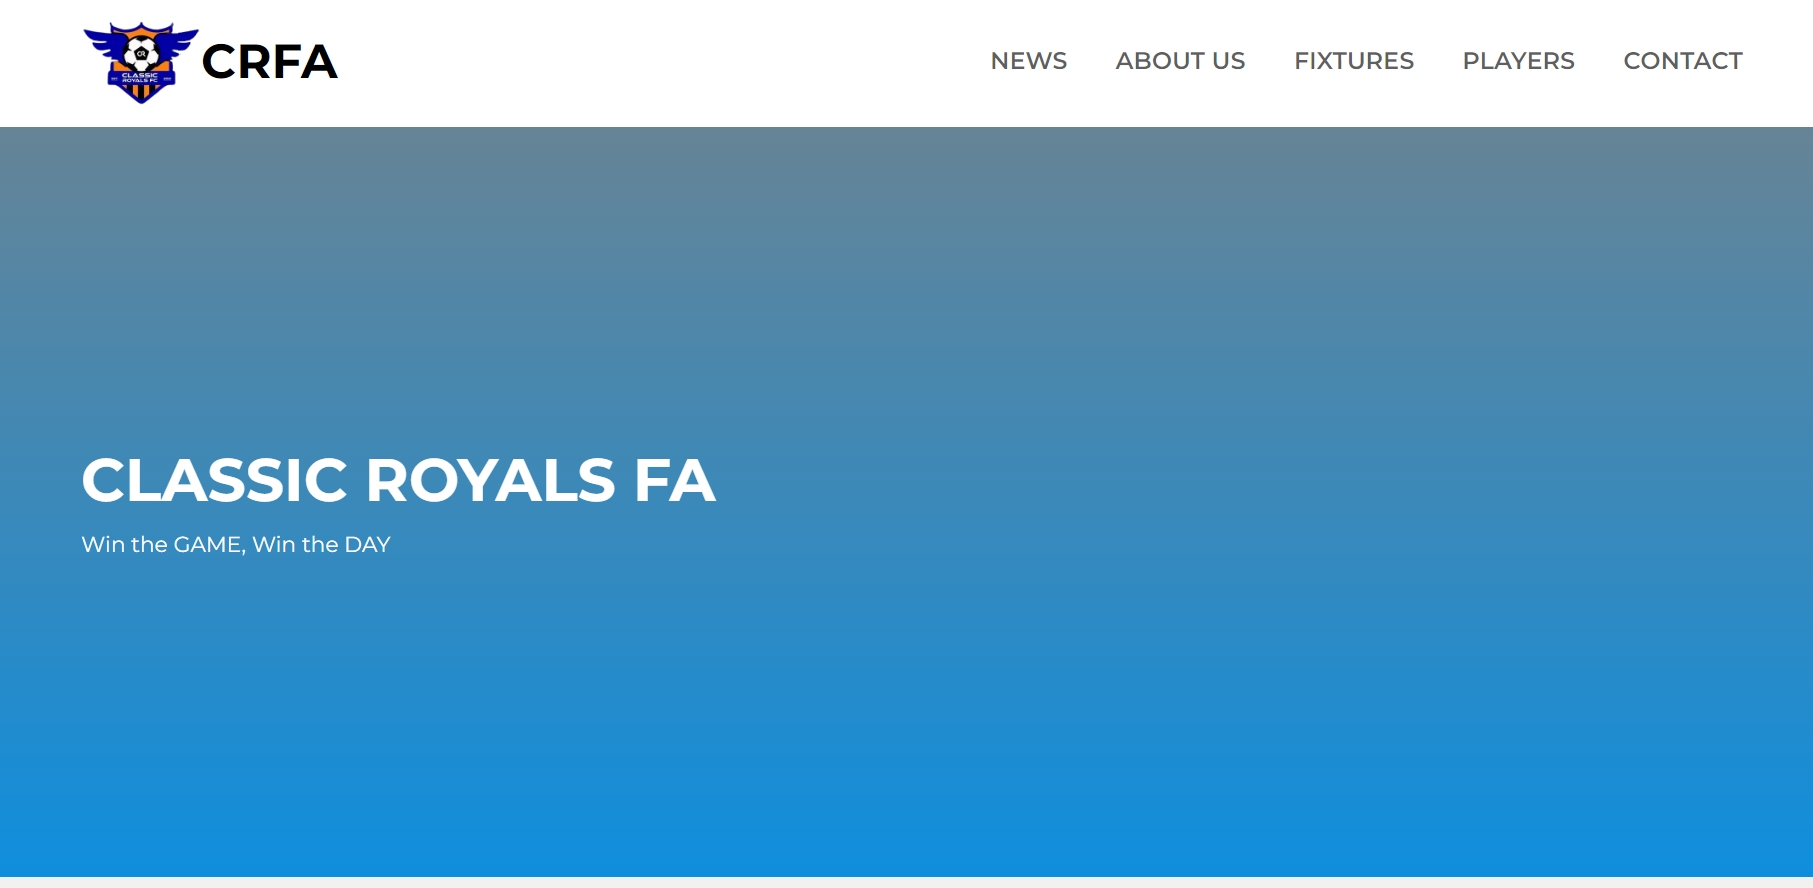 CR
CLASSIC
ROYALS FC
CRFA
NEWS
ABOUT US
FIXTURES
PLAYERS
CONTACT
CLASSIC ROYALS FA
Win the GAME, Win the DAY